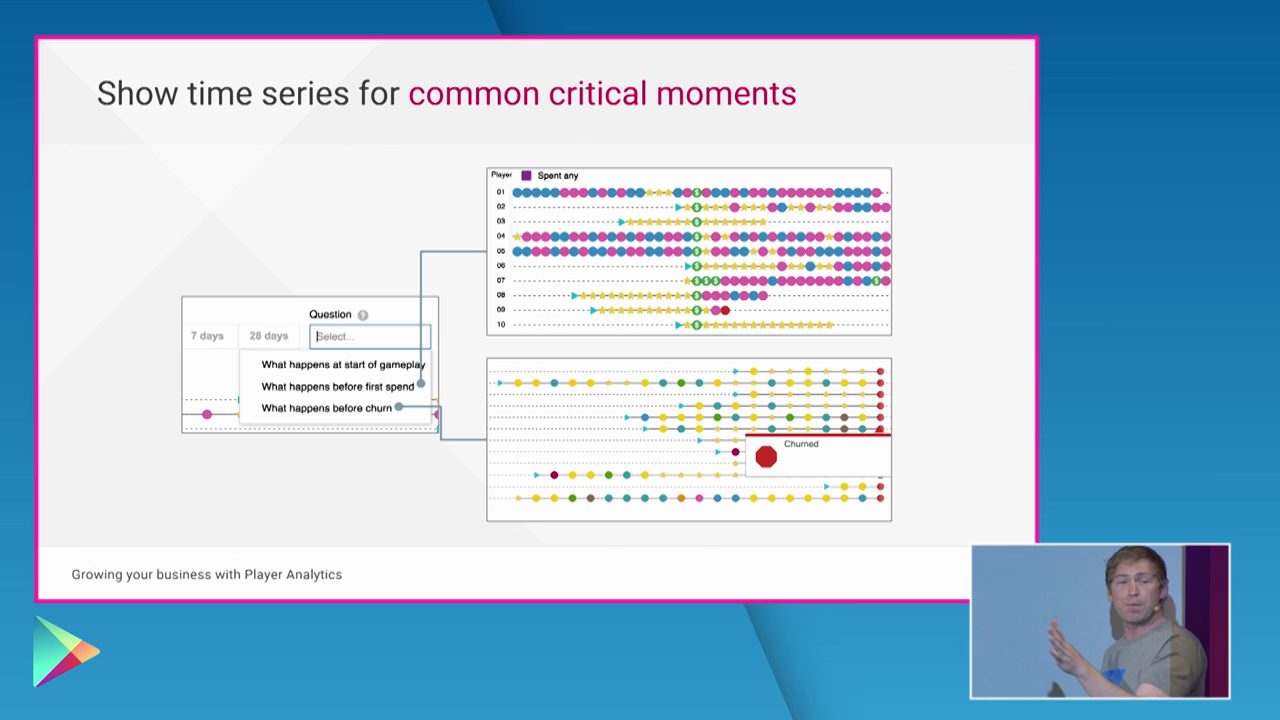 Show time series for common critical moments
Player Spent any
01
02
03
04
05
06
07
08
09
10
Question ?
7 days 28 days Select...
What happens at start of gameplay
What happens before first spend
What happens before churn
Churned
Growing your business with Player Analytics